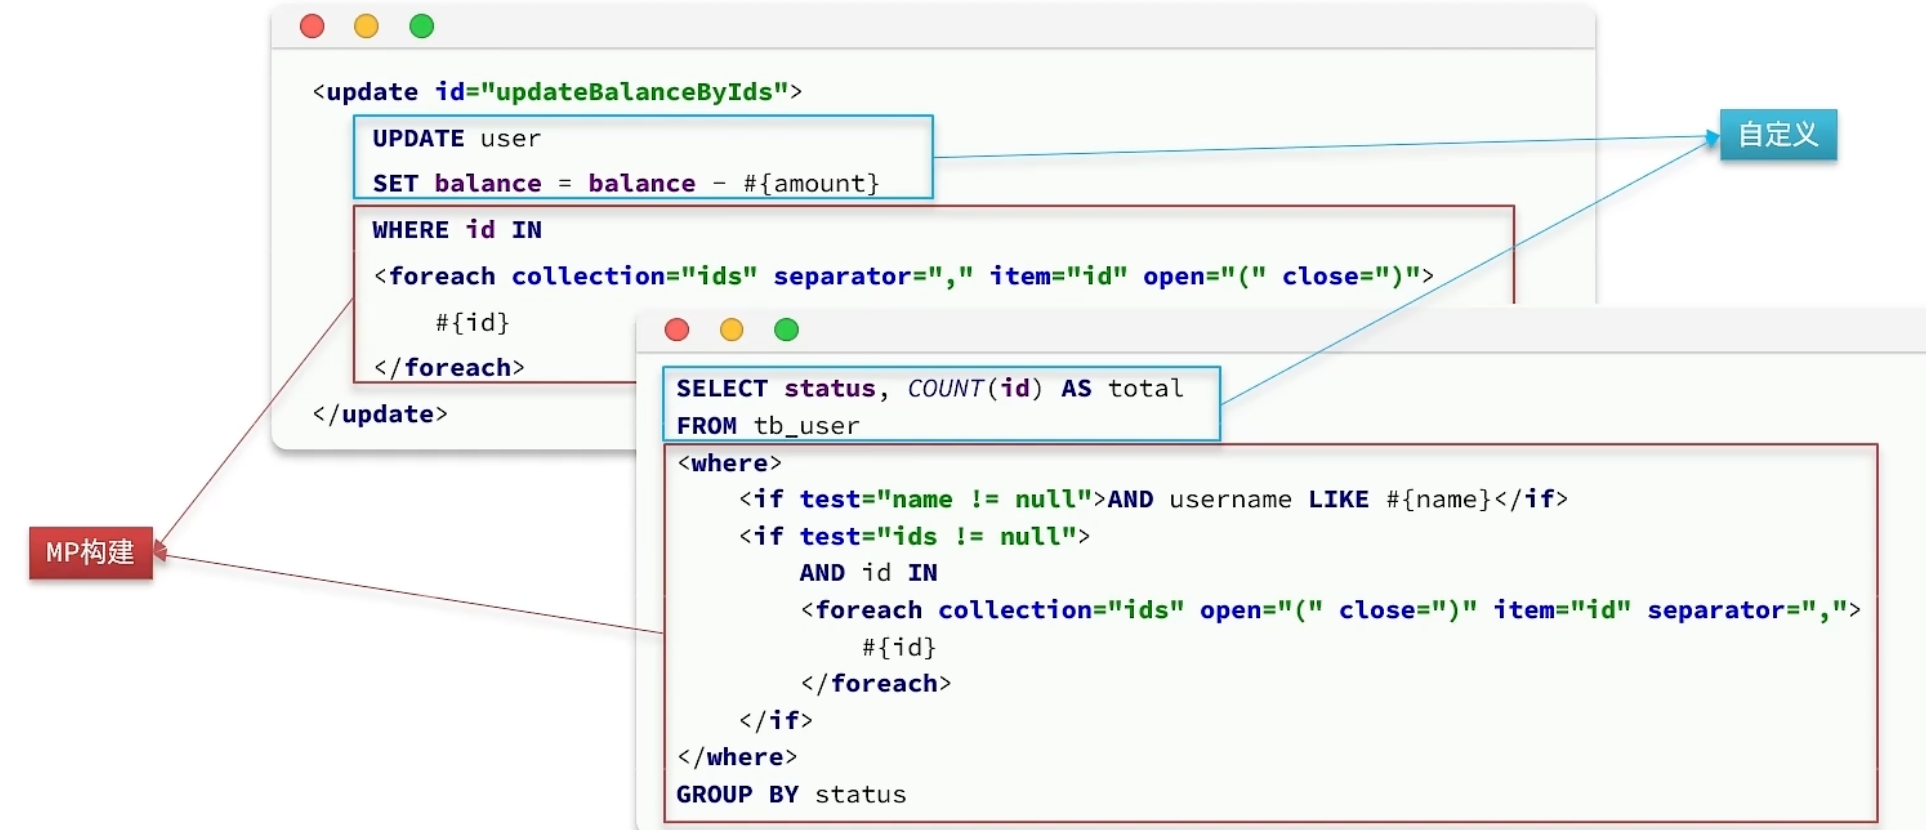 <update id="updateBalanceByIds">
UPDATE user
SET balance = balance - #{amount}
WHERE id IN
<foreach collection="ids" separator="," item="id" open="(" close=")">
#{id}
</foreach>
</update>
自定义
SELECT status, COUNT(id) AS total
FROM tb_user
<where>
<if test="name != null">AND username LIKE #{name}</if>
<if test="ids != null">
AND id IN
<foreach collection="ids" open="(" close=")" item="id" separator=",">
#{id}
</foreach>
</if>
</where>
GROUP BY status
MP构建